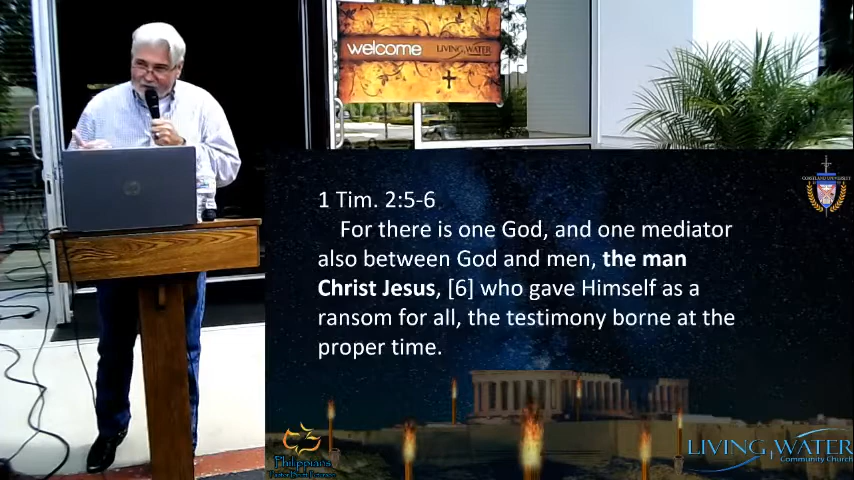 welcome
LIVING WATER
1 Tim. 2:5-6
For there is one God, and one mediator
also between God and men, the man
Christ Jesus, [6] who gave Himself as a
ransom for all, the testimony borne at the
proper time.
Philippians
LIVING WATER
Community Church